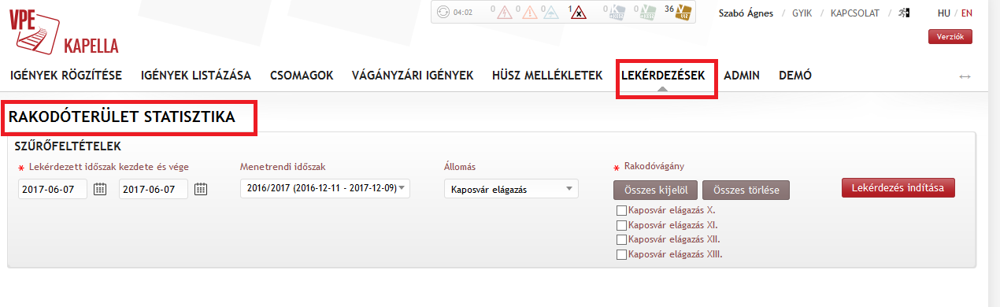 VPE
KAPELLA
04:02 0 0 0 1 0 0 36
Szabó Ágnes / GYIK / KAPCSOLAT / HU / EN
Verziók
IGÉNYEK RÖGZÍTÉSE IGÉNYEK LISTÁZÁSA CSOMAGOK VÁGÁNYZÁRI IGÉNYEK HÜSZ MELLÉKLETEK LEKÉRDEZÉSEK ADMIN DEMÓ
RAKODÓTERÜLET STATISZTIKA
SZŰRŐFELTÉTELEK
* Lekérdezett időszak kezdete és vége Menetrendi időszak Állomás * Rakodóvágány
2017-06-07 2017-06-07 2016/2017 (2016-12-11 - 2017-12-09) Kaposvár elágazás Összes kijelöl Összes törlése Lekérdezés indítása
Kaposvár elágazás X.
Kaposvár elágazás XI.
Kaposvár elágazás XII.
Kaposvár elágazás XIII.